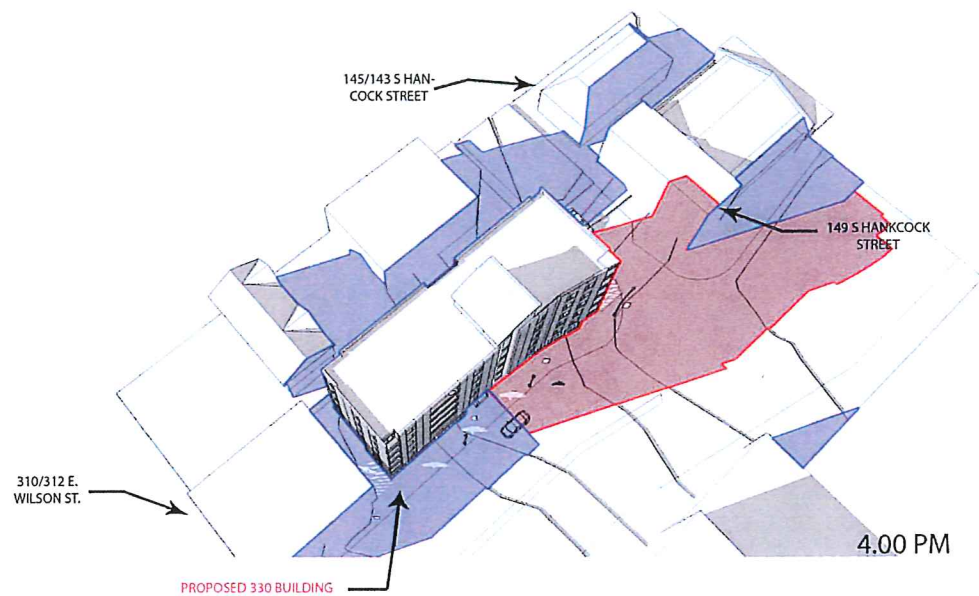 145/143 S HAN-
COCK STREET
149 S HANKCOCK
STREET
310/312 E.
WILSON ST.
4.00 PM
PROPOSED 330 BUILDING